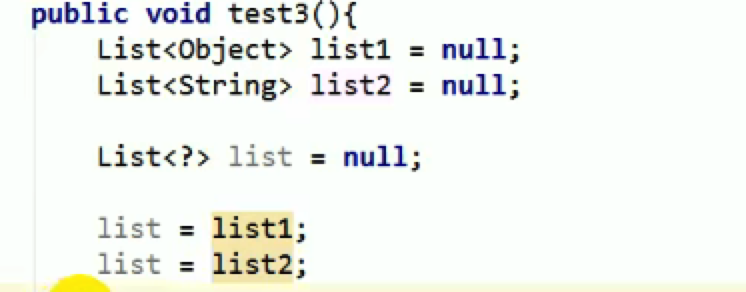 public void test3(){
List<Object> list1 = null;
List<String> list2 = null;
List<?> list = null;
list = list1;
list = list2;